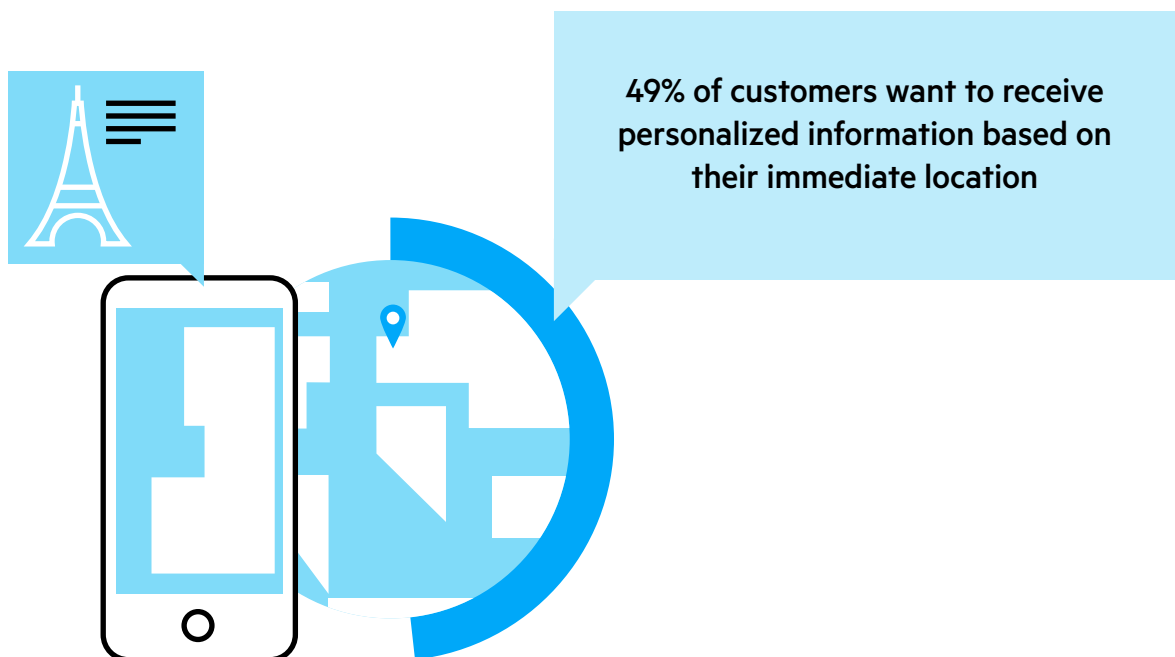 49% of customers want to receive
personalized information based on
their immediate location